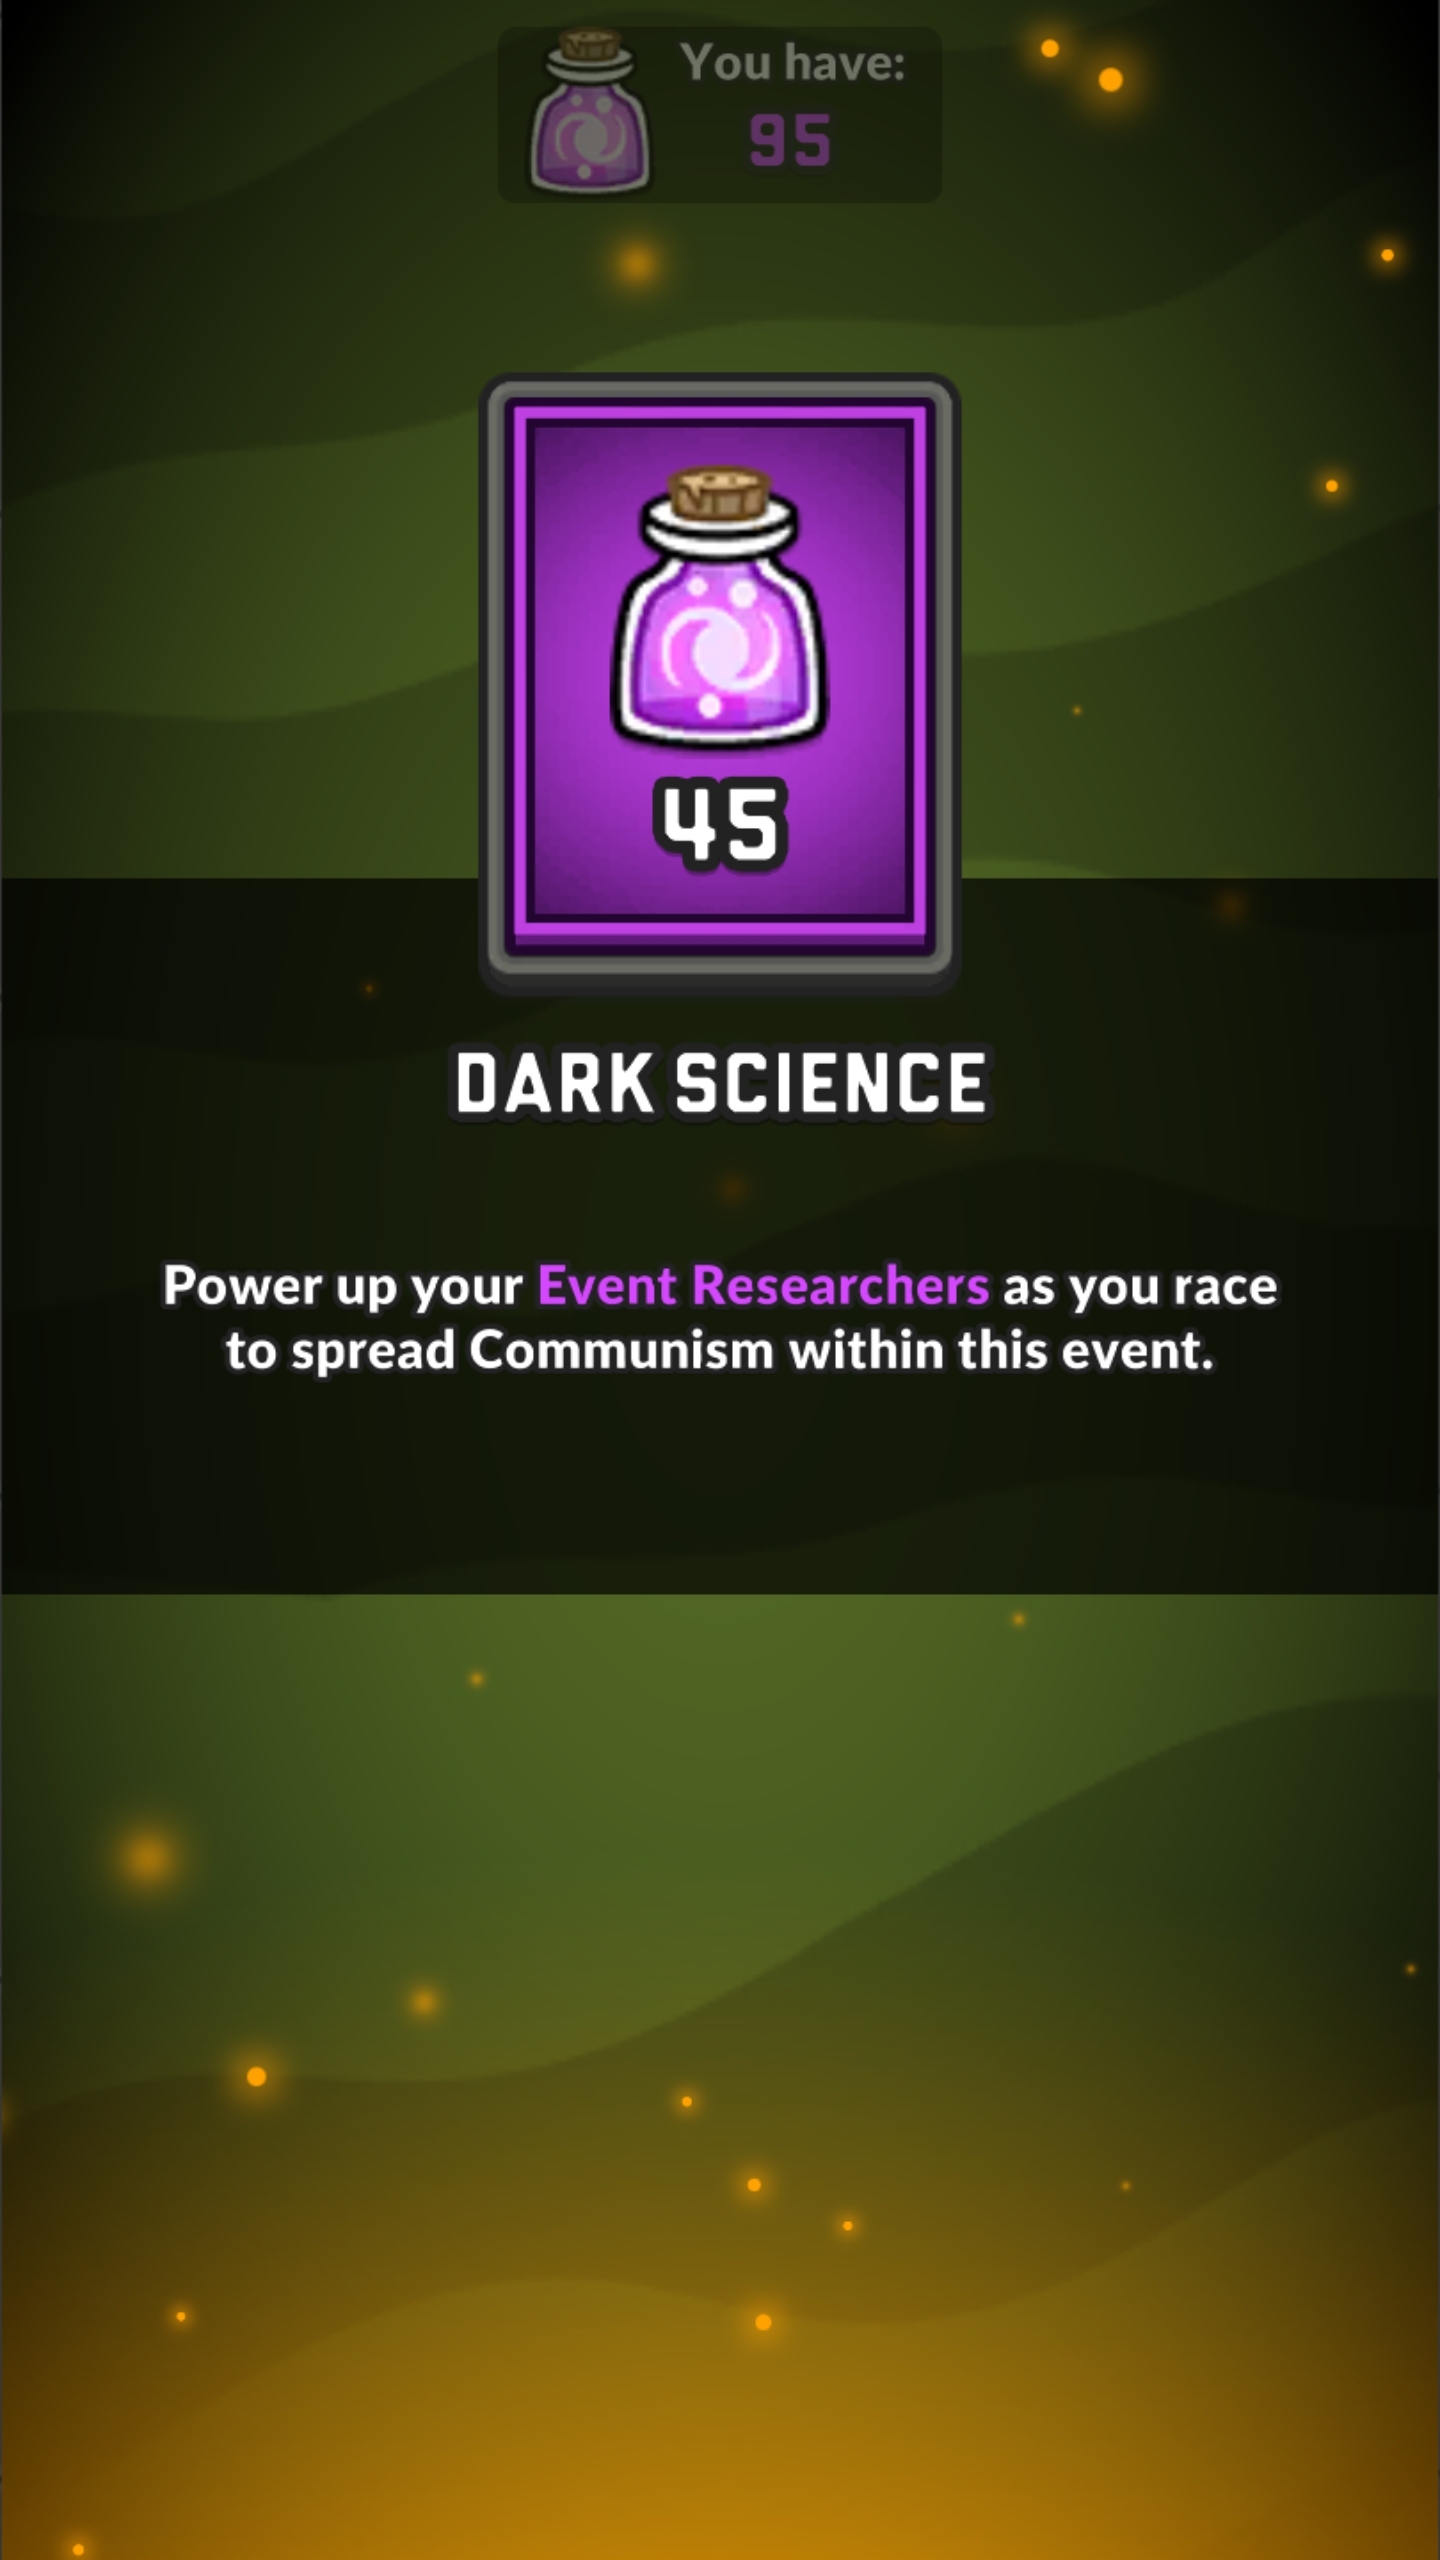 You have:
95
45
DARK SCIENCE
Power up your Event Researchers as you race
to spread Communism within this event.